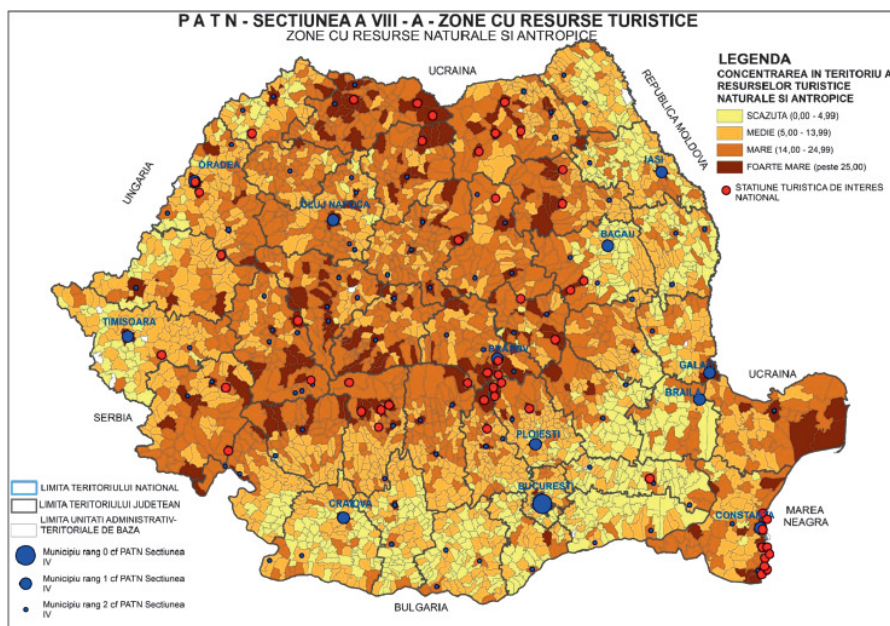 P A T N - SECTIUNEA A VIII - A - ZONE CU RESURSE TURISTICE
ZONE CU RESURSE NATURALE SI ANTROPICE
UCRAINA
REPUBLICA MOLDOVA
LEGENDA
CONCENTRAREA IN TERITORIU A
RESURSELOR TURISTICE
NATURALE SI ANTROPICE
SCAZUTA (0,00 - 4,99)
MEDIE (5,00 - 13,99)
MARE (14,00 - 24,99)
FOARTE MARE (peste 25,00)
STATIUNE TURISTICA DE INTERES
NATIONAL
UNGARIA
ORADEA
IASI
CLUJ NAPOCA
BACAU
TIMISOARA
BRASOV
GALA
UCRAINA
BRAILA
SERBIA
PLOIESTI
BUCURESTI
CRAIOVA
CONSTANTA
MAREA
NEAGRA
BULGARIA
LIMITA TERITORIULUI NATIONAL
LIMITA TERITORIULUI JUDETEAN
LIMITA UNITATI ADMINISTRATIV-
TERITORIALE DE BAZA
Municipiu rang 0 cf PATN Sectiunea
IV
Municipiu rang 1 cf PATN Sectiunea
IV
Municipiu rang 2 cf PATN Sectiunea
IV